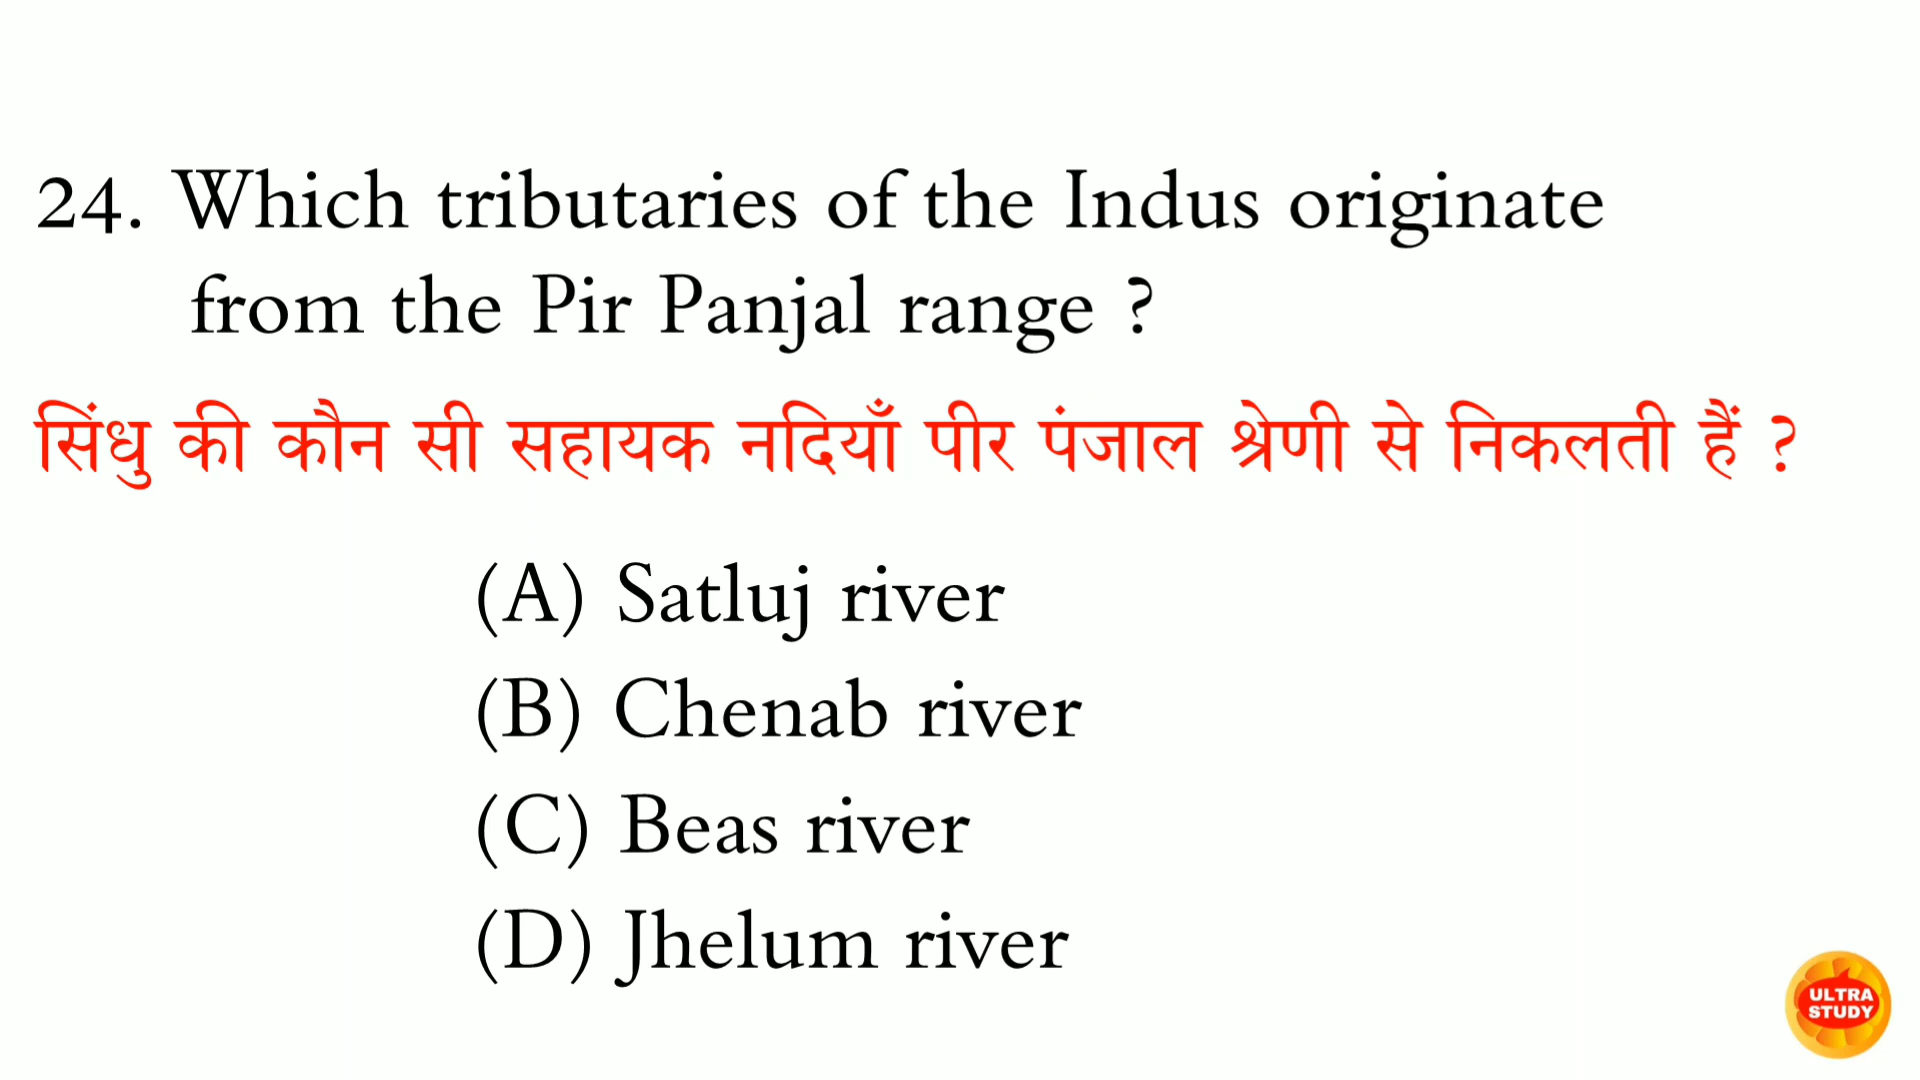 24. Which tributaries of the Indus originate
from the Pir Panjal range ?
सिंधु की कौन सी सहायक नदियाँ पीर पंजाल श्रेणी से निकलती हैं ?
(A) Satluj river
(B) Chenab river
(C) Beas river
(D) Jhelum river
ULTRA
STUDY